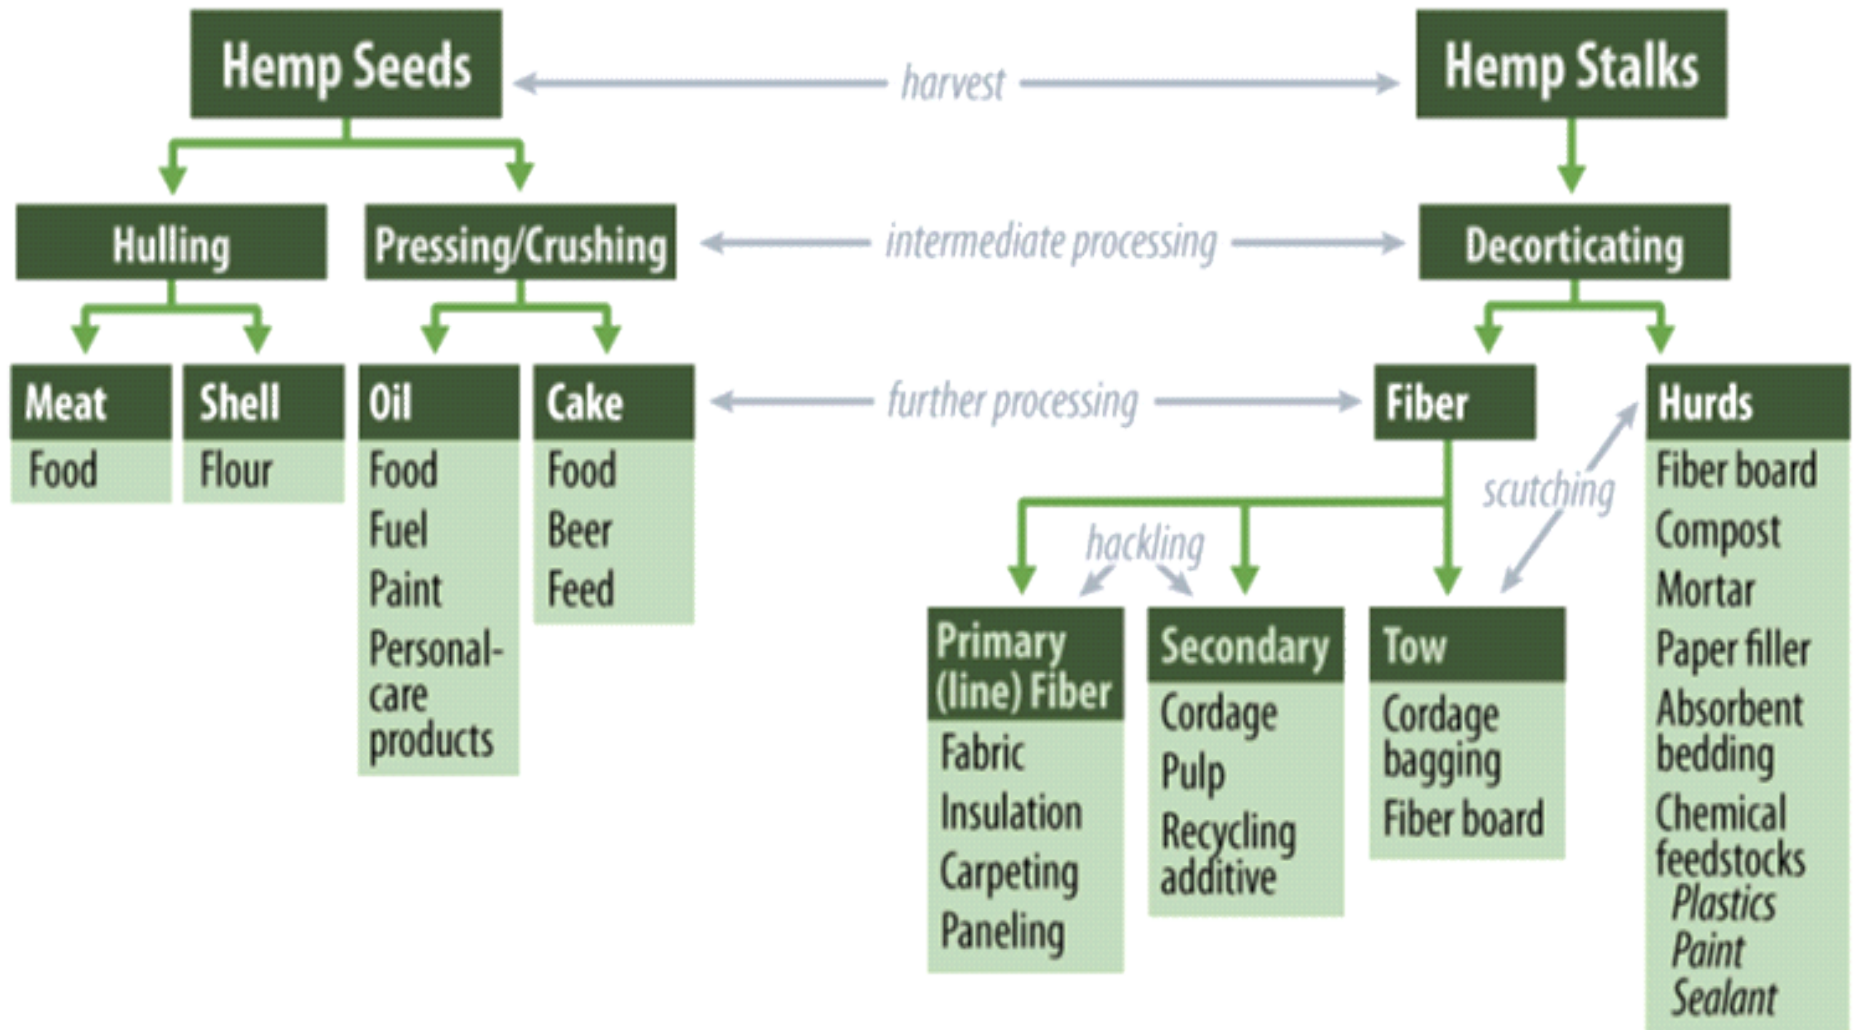 Hemp Seeds
harvest
Hemp Stalks
Hulling
Pressing/Crushing
intermediate processing
Decorticating
Meat
Food
Shell
Flour
Oil
Food
Fuel
Paint
Personal-
care
products
Cake
Food
Beer
Feed
further processing
Fiber
scutching
hackling
Primary
(line) Fiber
Fabric
Insulation
Carpeting
Paneling
Secondary
Cordage
Pulp
Recycling
additive
Tow
Cordage
bagging
Fiber board
Hurds
Fiber board
Compost
Mortar
Paper filler
Absorbent
bedding
Chemical
feedstocks
Plastics
Paint
Sealant